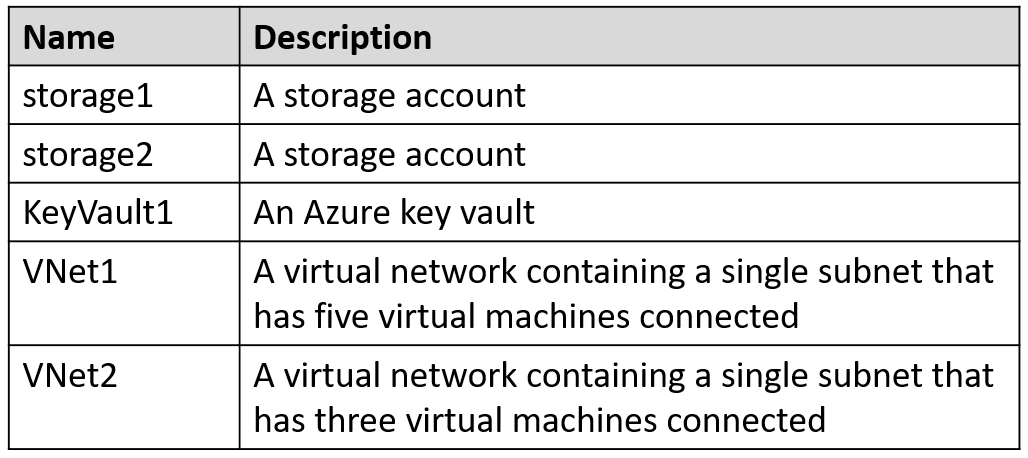 Name Description
storage1 A storage account
storage2 A storage account
KeyVault1 An Azure key vault
VNet1 A virtual network containing a single subnet that
has five virtual machines connected
VNet2 A virtual network containing a single subnet that
has three virtual machines connected